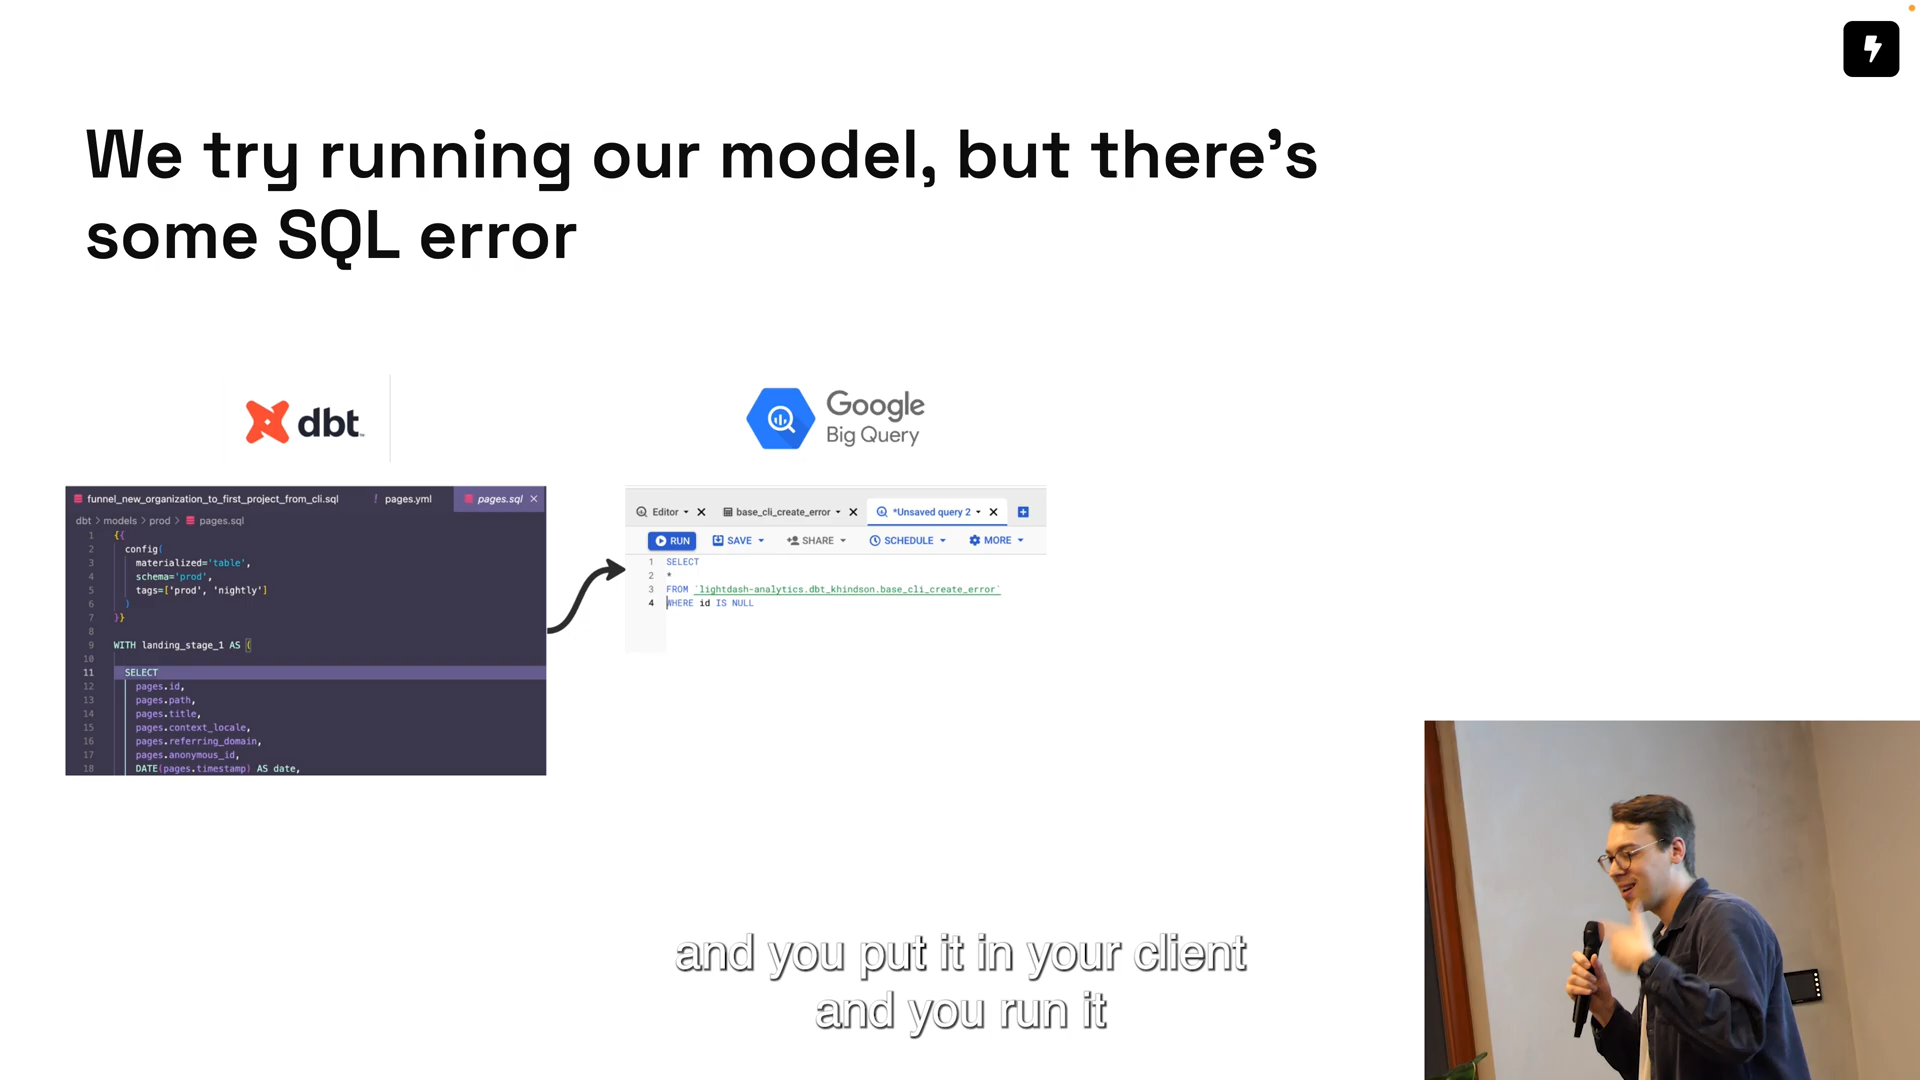 We try running our model, but there's
some SQL error
dbt
Google
Big Query
funnel_new_organization_to_first_project_from_cli.sql ! pages.yml pages.sql
dbt > models > prod > pages.sql
1 {{
2 config(
3 materialized='table',
4 schema='prod',
5 tags=['prod', 'nightly']
6 )
7 }}
8
9 WITH landing_stage_1 AS (
10
11 SELECT
12 pages.id,
13 pages.path,
14 pages.title,
15 pages.context_locale,
16 pages.referring_domain,
17 pages.anonymous_id,
18 DATE(pages.timestamp) AS date,
Editor base_cli_create_error *Unsaved query 2
RUN SAVE SHARE SCHEDULE MORE
1 SELECT
2 *
3 FROM `lightdash-analytics.dbt_khindson.base_cli_create_error`
4 WHERE id IS NULL
and you put it in your client
and you run it